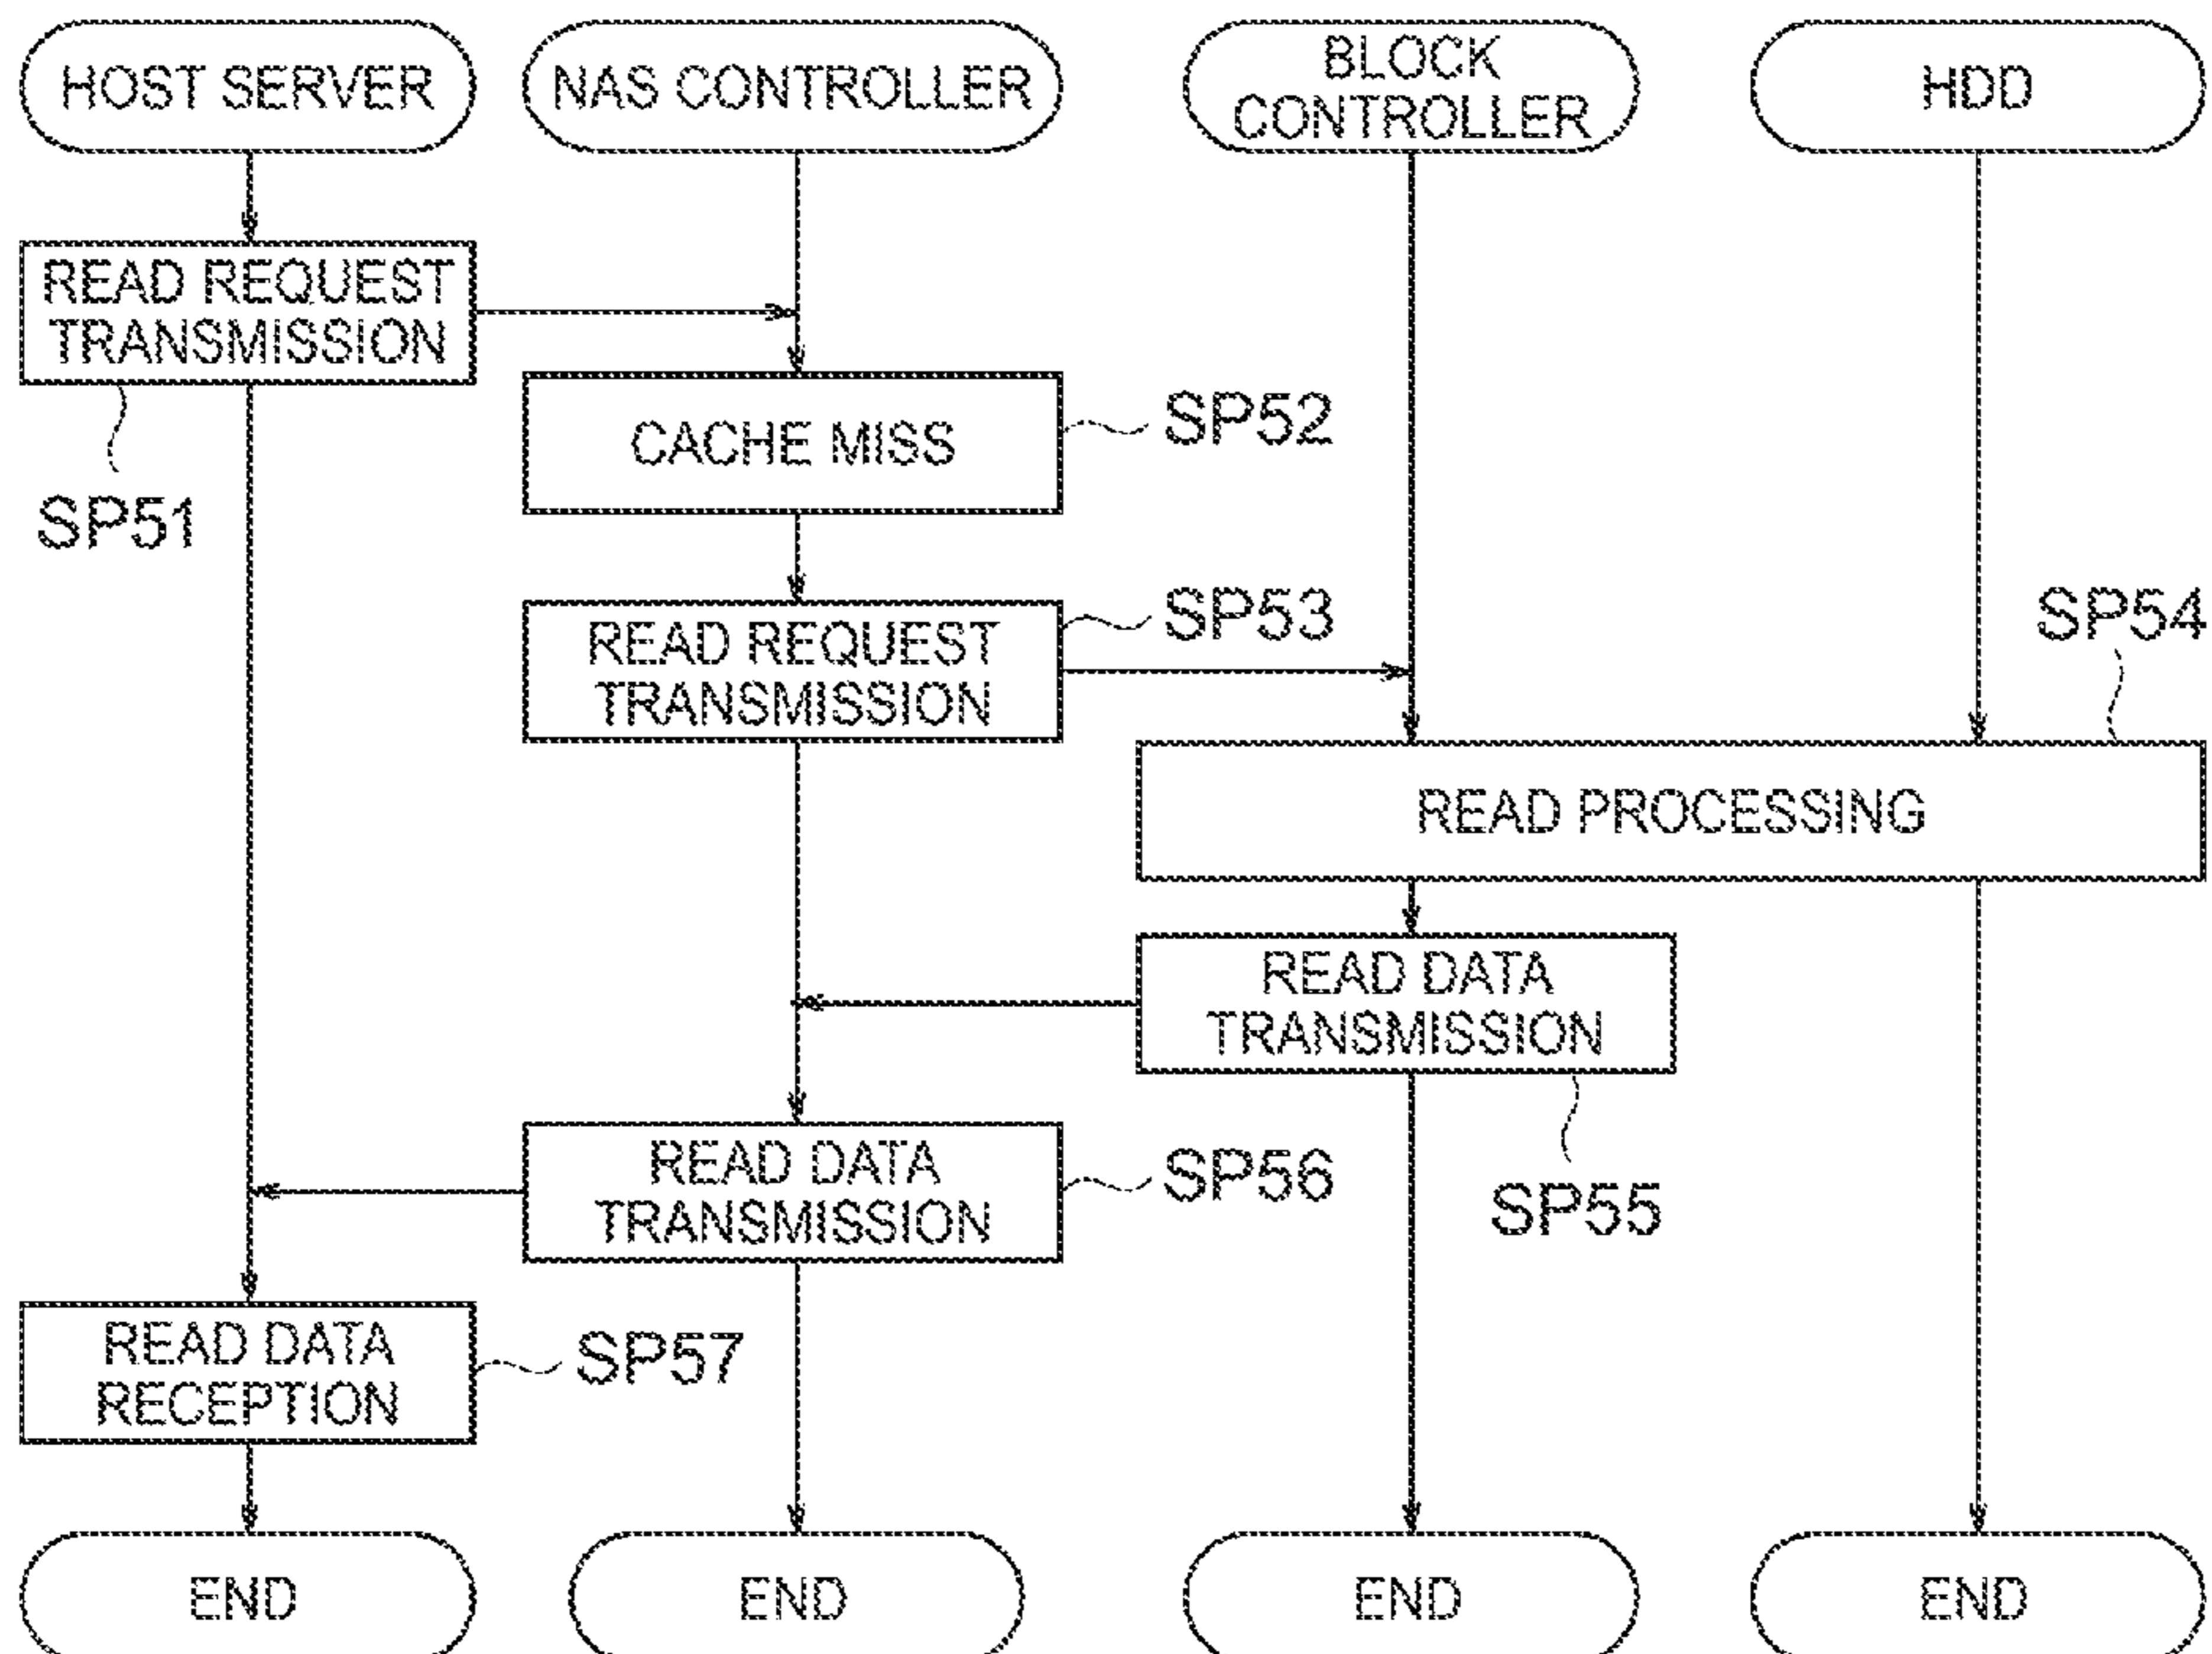 HOST SERVER
NAS CONTROLLER
BLOCK
CONTROLLER
HDD
READ REQUEST
TRANSMISSION
SP51
CACHE MISS
SP52
READ REQUEST
TRANSMISSION
SP53
SP54
READ PROCESSING
READ DATA
TRANSMISSION
SP55
READ DATA
TRANSMISSION
SP56
READ DATA
RECEPTION
SP57
END
END
END
END